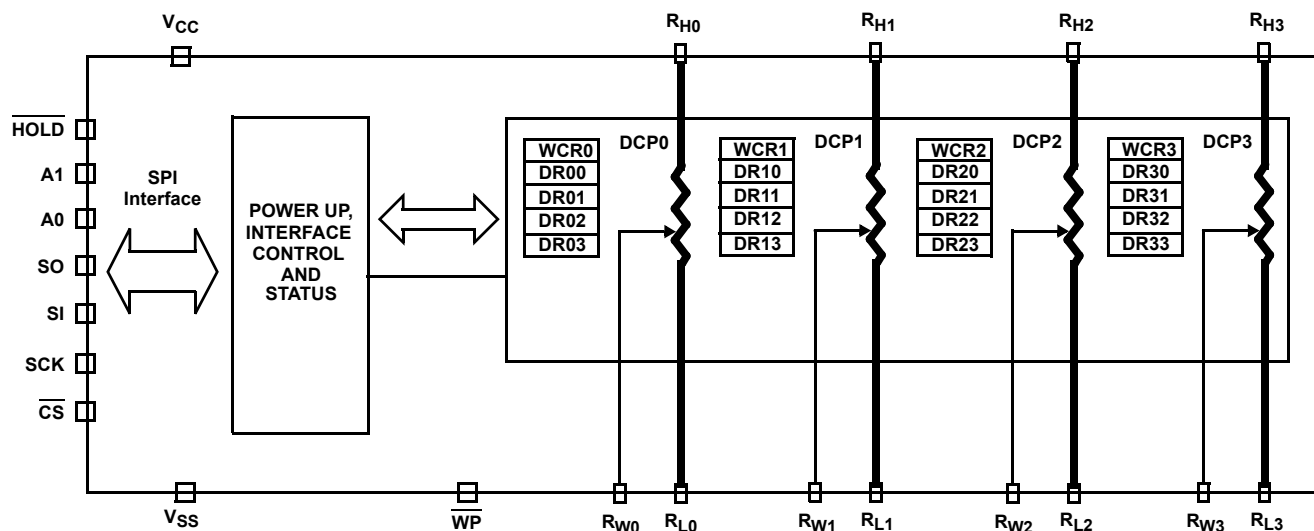 VCC
RH0
RH1
RH2
RH3
HOLD
A1
A0
SO
SI
SCK
CS
SPI
Interface
POWER UP,
INTERFACE
CONTROL
AND
STATUS
WCR0
DR00
DR01
DR02
DR03
DCP0
WCR1
DR10
DR11
DR12
DR13
DCP1
WCR2
DR20
DR21
DR22
DR23
DCP2
WCR3
DR30
DR31
DR32
DR33
DCP3
VSS
WP
RW0
RL0
RW1
RL1
RW2
RL2
RW3
RL3